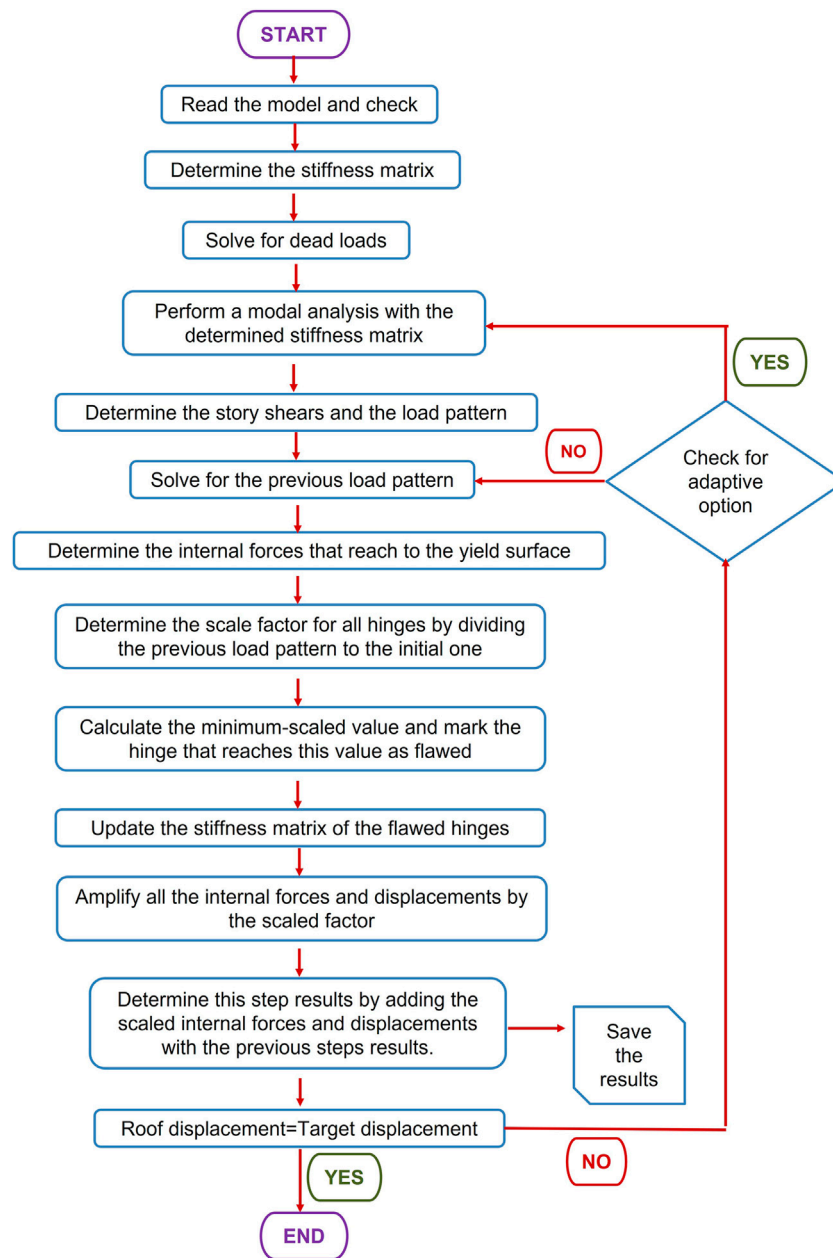 START
Read the model and check
Determine the stiffness matrix
Solve for dead loads
Perform a modal analysis with the
determined stiffness matrix
YES
Determine the story shears and the load pattern
NO
Check for
adaptive
option
Solve for the previous load pattern
Determine the internal forces that reach to the yield surface
Determine the scale factor for all hinges by dividing
the previous load pattern to the initial one
Calculate the minimum-scaled value and mark the
hinge that reaches this value as flawed
Update the stiffness matrix of the flawed hinges
Amplify all the internal forces and displacements by
the scaled factor
Determine this step results by adding the
scaled internal forces and displacements
with the previous steps results.
Save
the
results
Roof displacement=Target displacement
NO
YES
END